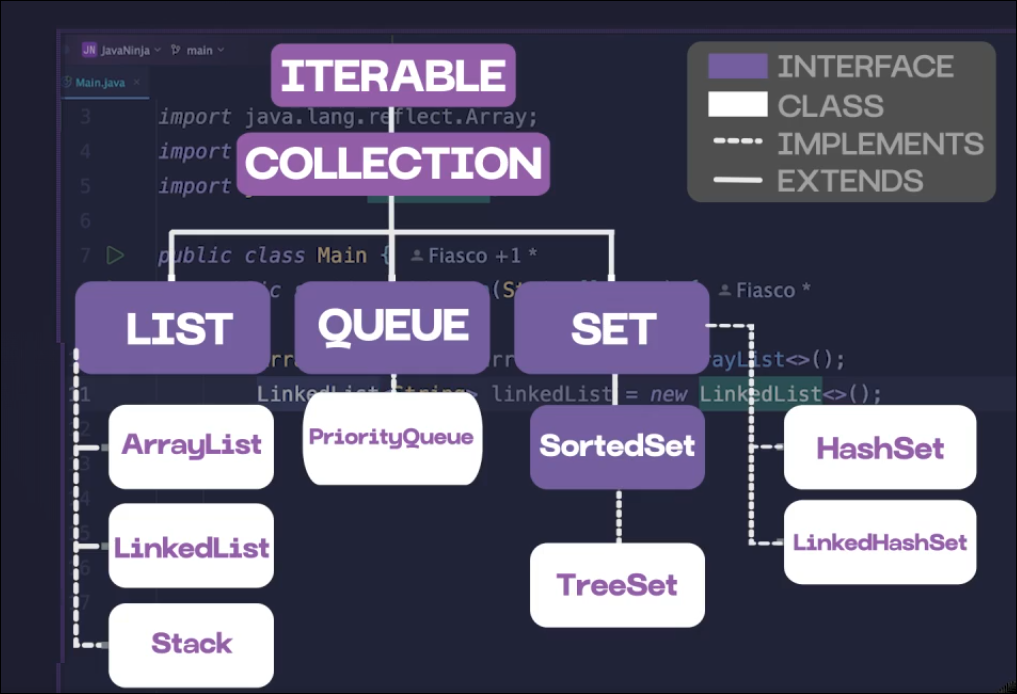 JN JavaNinja main
Main.java ×
ITERABLE
INTERFACE
CLASS
IMPLEMENTS
EXTENDS
3 import java.lang.reflect.Array;
4 import
COLLECTION
5 import
6
7 public class Main { Fiasco +1 *
Fiasco *
LIST
QUEUE
SET
ayList<>();
LinkedList<String> linkedList = new LinkedList<>();
ArrayList
PriorityQueue
SortedSet
HashSet
LinkedList
LinkedHashSet
TreeSet
Stack